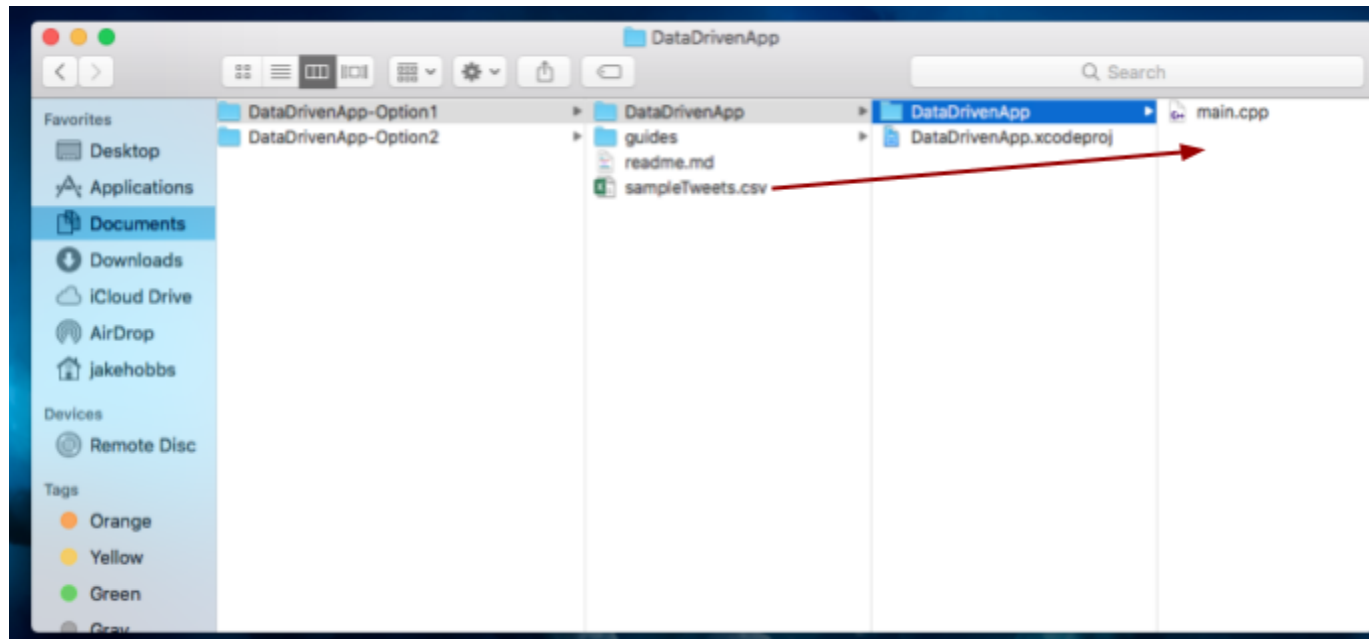 DataDrivenApp
Search
Favorites
Desktop
Applications
Documents
Downloads
iCloud Drive
AirDrop
jakehobbs
Devices
Remote Disc
Tags
Orange
Yellow
Green
Gray
DataDrivenApp-Option1
DataDrivenApp-Option2
DataDrivenApp
guides
readme.md
sampleTweets.csv
DataDrivenApp
DataDrivenApp.xcodeproj
main.cpp